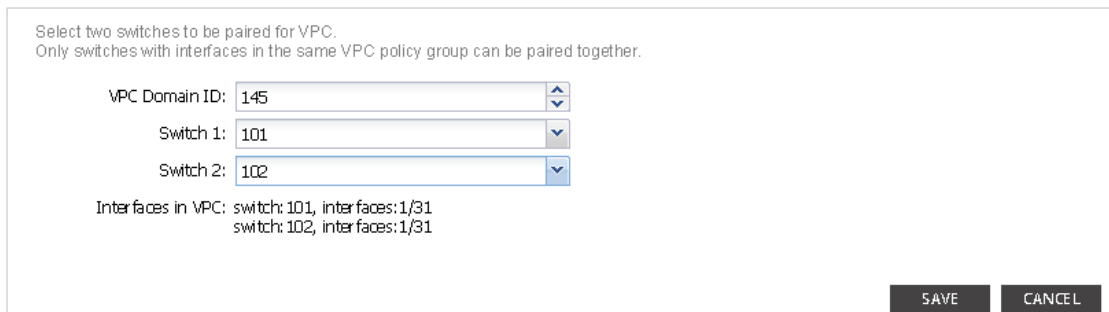 Select two switches to be paired for VPC.
Only switches with interfaces in the same VPC policy group can be paired together.
VPC Domain ID: 145
Switch 1: 101
Switch 2: 102
Interfaces in VPC: switch:101, interfaces:1/31
switch:102, interfaces:1/31
SAVE CANCEL